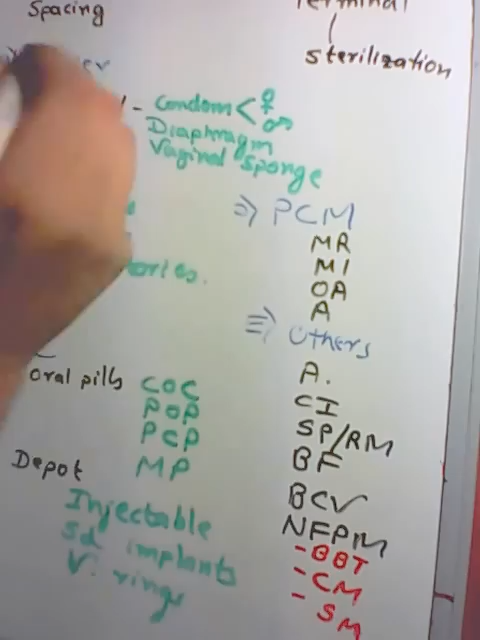 Spacing
Terminal
sterilization
- Condom < ♀ ♂
Diaphragm
Vaginal sponge
⇒ PCM
MR
MI
OA
A
⇒ Others
A.
CI
SP/RM
BF
BCV
NFPM
- BBT
- CM
- SM
Oral pills COC
POP
PCP
MP
Depot
Injectable
Sd implants
V. rings